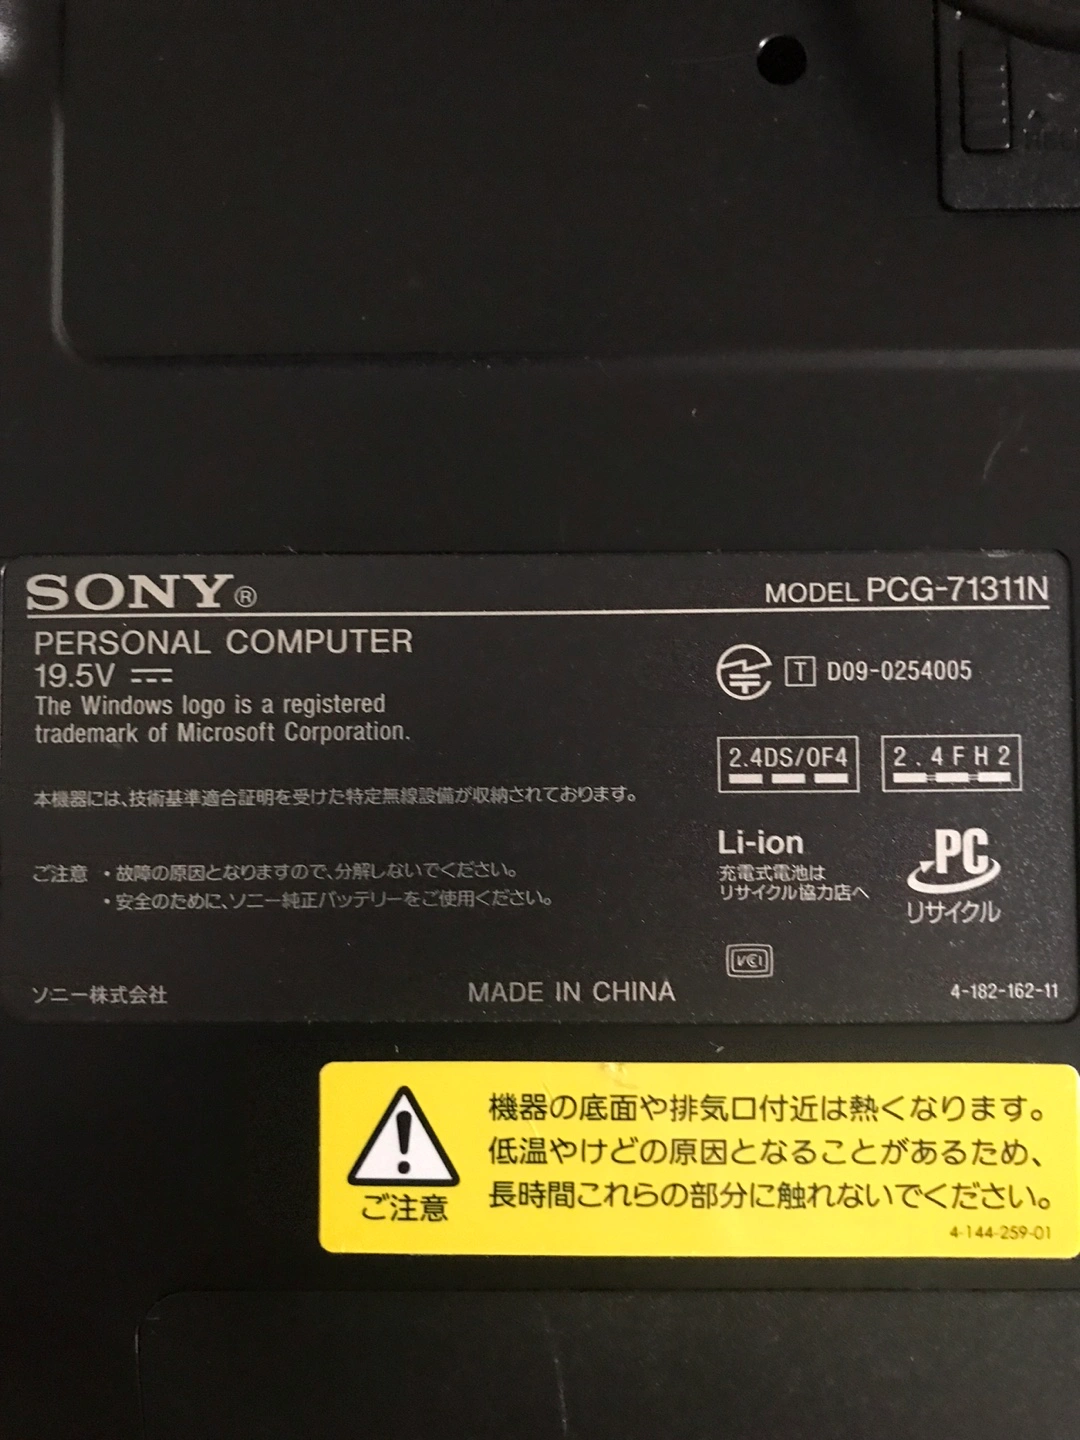 SONY®
MODEL PCG-71311N
PERSONAL COMPUTER
19.5V
The Windows logo is a registered
trademark of Microsoft Corporation.
T D09-0254005
2.4DS/OF4
2.4FH2
本機器には、技術基準適合証明を受けた特定無線設備が収納されております。
Li-ion
充電式電池は
リサイクル協力店へ
PC
リサイクル
ご注意 ・故障の原因となりますので、分解しないでください。
・安全のために、ソニー純正バッテリーをご使用ください。
VCI
ソニー株式会社
MADE IN CHINA
4-182-162-11
ご注意
機器の底面や排気口付近は熱くなります。
低温やけどの原因となることがあるため、
長時間これらの部分に触れないでください。
4-144-259-01